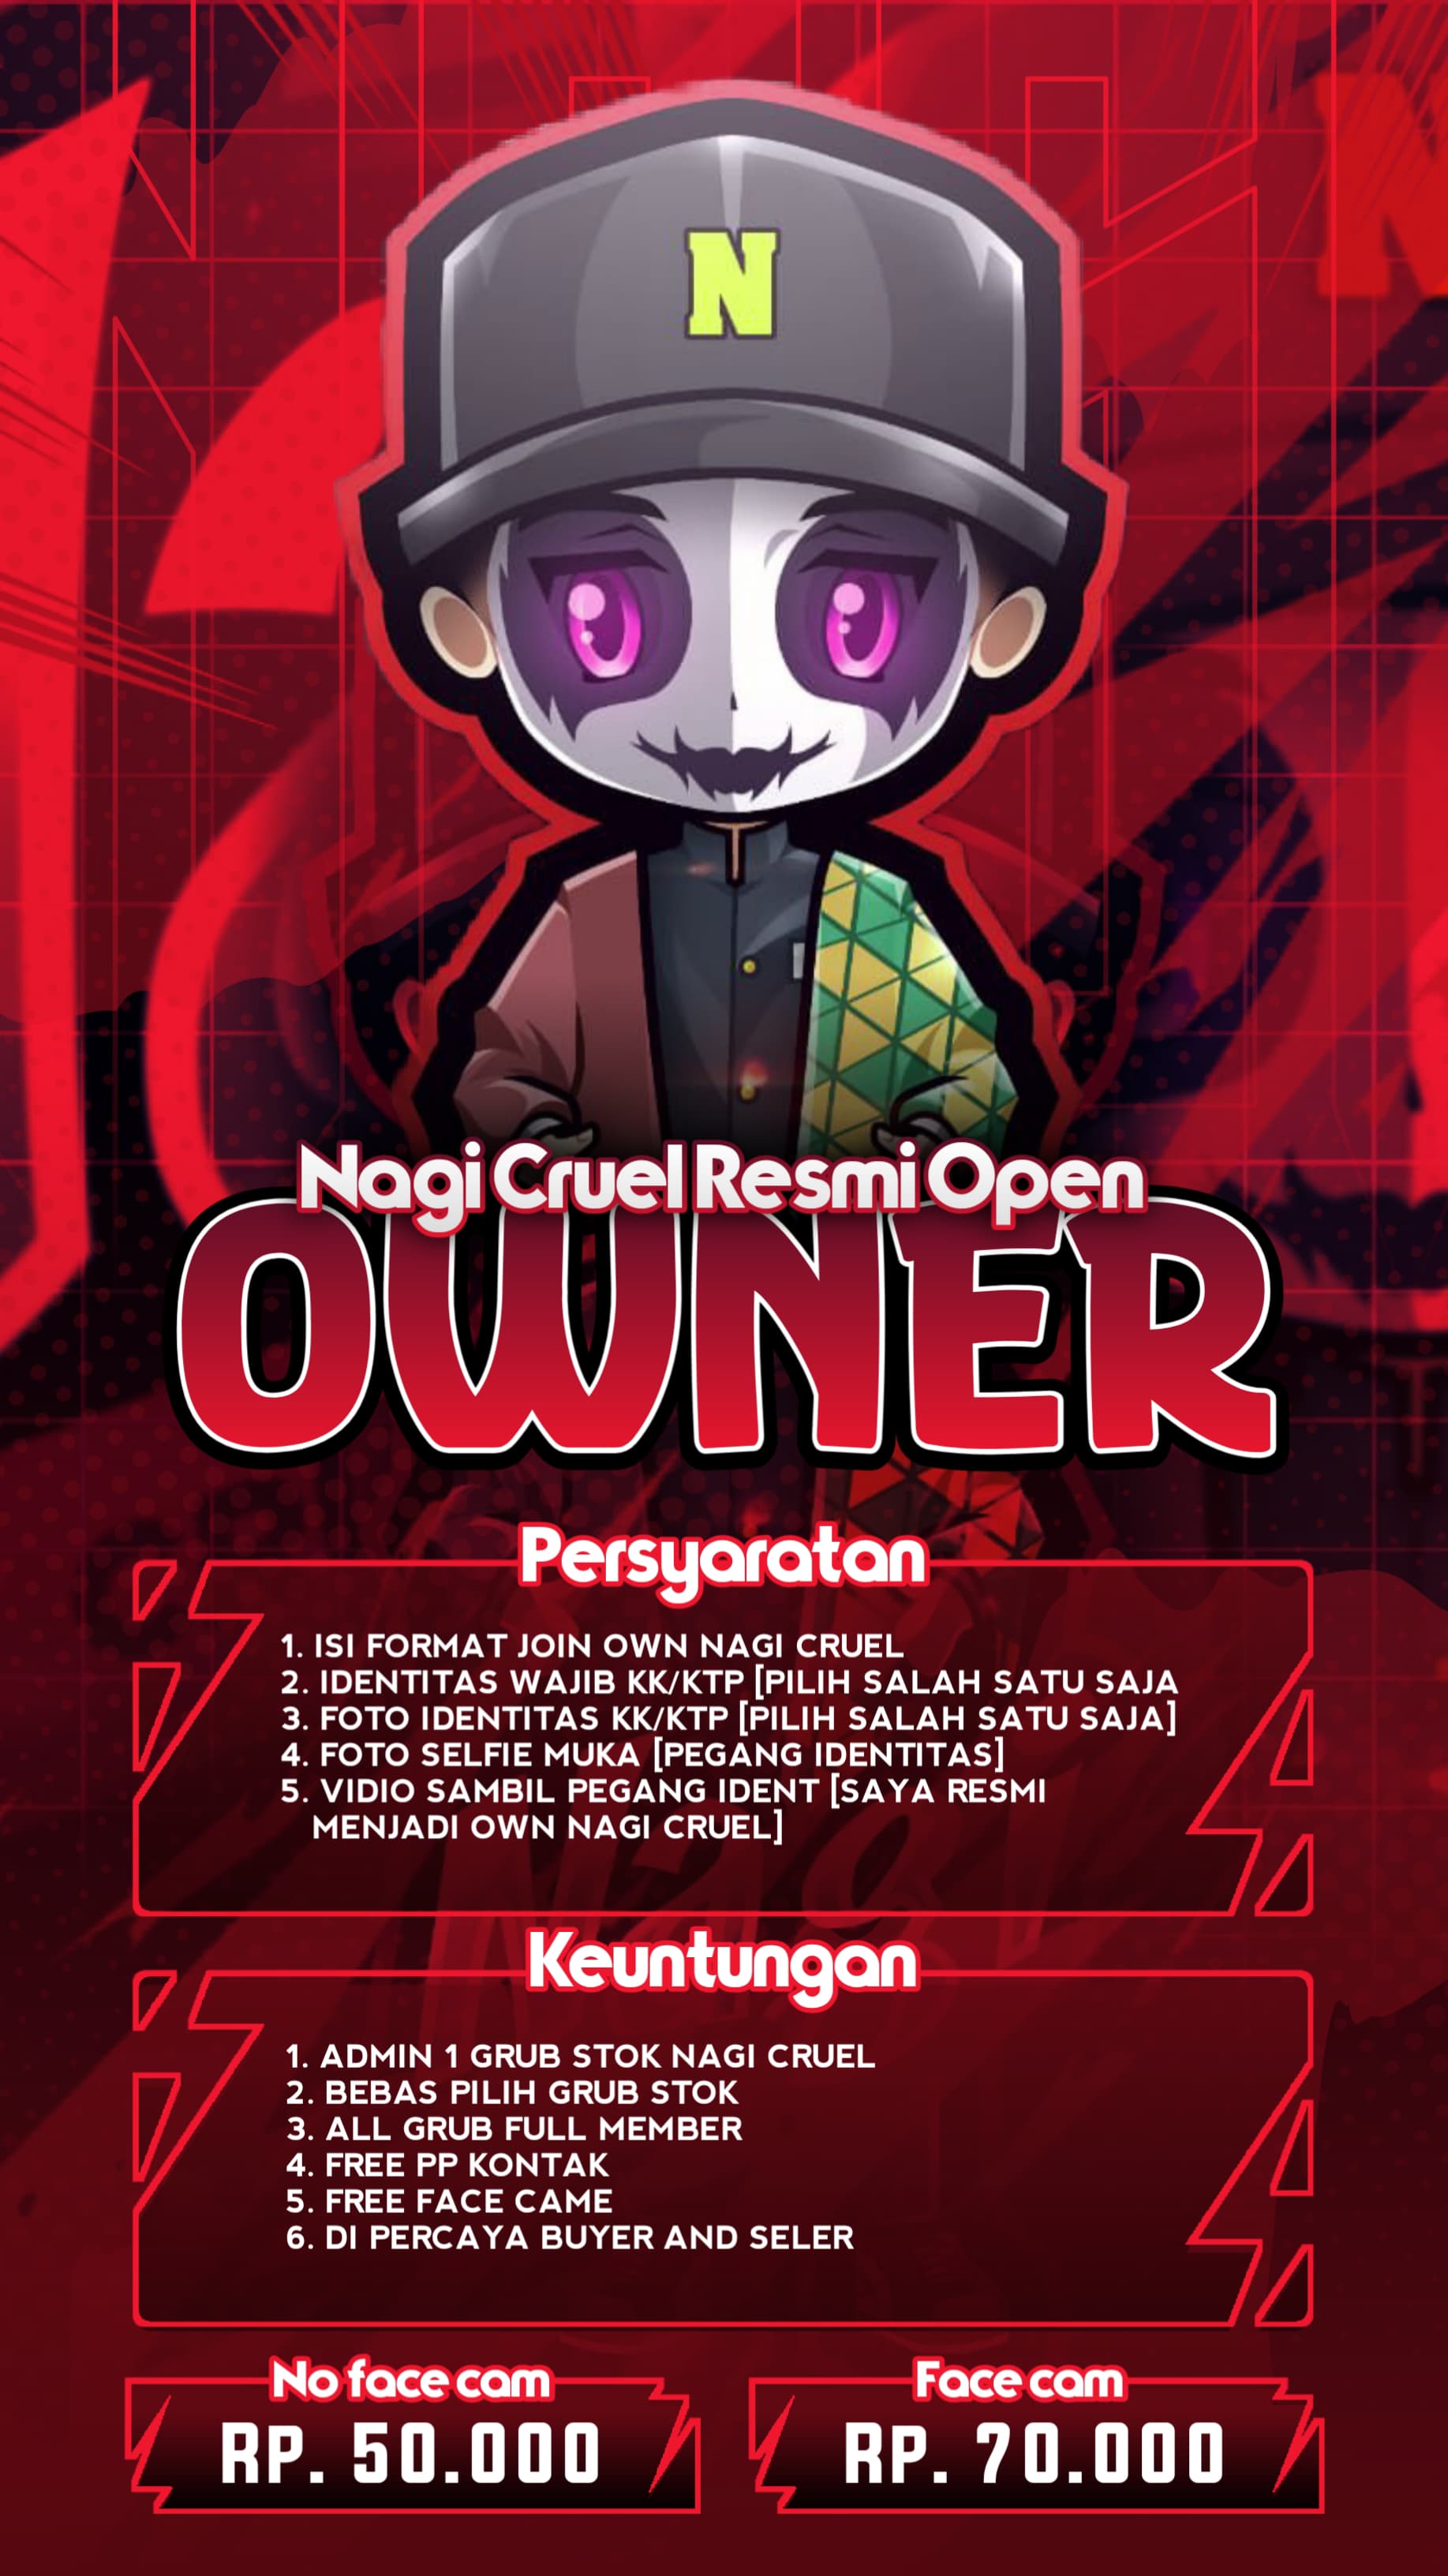 N
Nagi Cruel Resmi Open
OWNER
Persyaratan
1. ISI FORMAT JOIN OWN NAGI CRUEL
2. IDENTITAS WAJIB KK/KTP [PILIH SALAH SATU SAJA
3. FOTO IDENTITAS KK/KTP [PILIH SALAH SATU SAJA]
4. FOTO SELFIE MUKA [PEGANG IDENTITAS]
5. VIDIO SAMBIL PEGANG IDENT [SAYA RESMI
MENJADI OWN NAGI CRUEL]
Keuntungan
1. ADMIN 1 GRUB STOK NAGI CRUEL
2. BEBAS PILIH GRUB STOK
3. ALL GRUB FULL MEMBER
4. FREE PP KONTAK
5. FREE FACE CAME
6. DI PERCAYA BUYER AND SELER
No face cam
RP. 50.000
Face cam
RP. 70.000